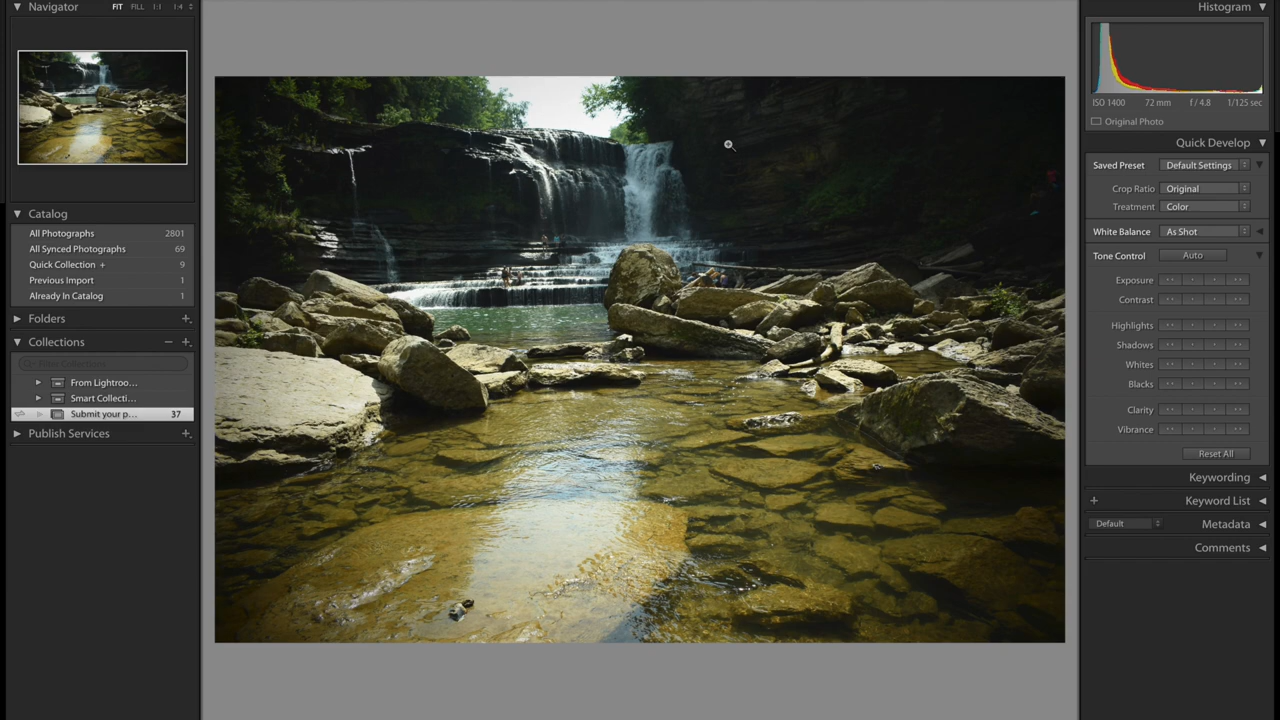 Navigator FIT FILL 1:1 1:4
Catalog
All Photographs 2801
All Synced Photographs 69
Quick Collection + 9
Previous Import 1
Already In Catalog 1
Folders +
Collections − +
From Lightroo...
Smart Collecti...
Submit your p... 37
Publish Services +
Histogram
ISO 1400 72 mm f / 4.8 1/125 sec
Original Photo
Quick Develop
Saved Preset Default Settings
Crop Ratio Original
Treatment Color
White Balance As Shot
Tone Control Auto
Exposure
Contrast
Highlights
Shadows
Whites
Blacks
Clarity
Vibrance
Reset All
Keywording
+ Keyword List
Default Metadata
Comments